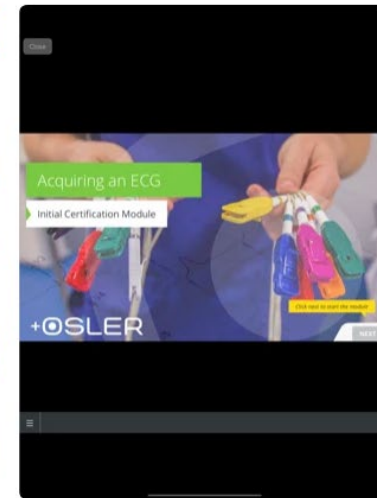 Close
Acquiring an ECG
Initial Certification Module
Click next to start the module
+OSLER
NEXT